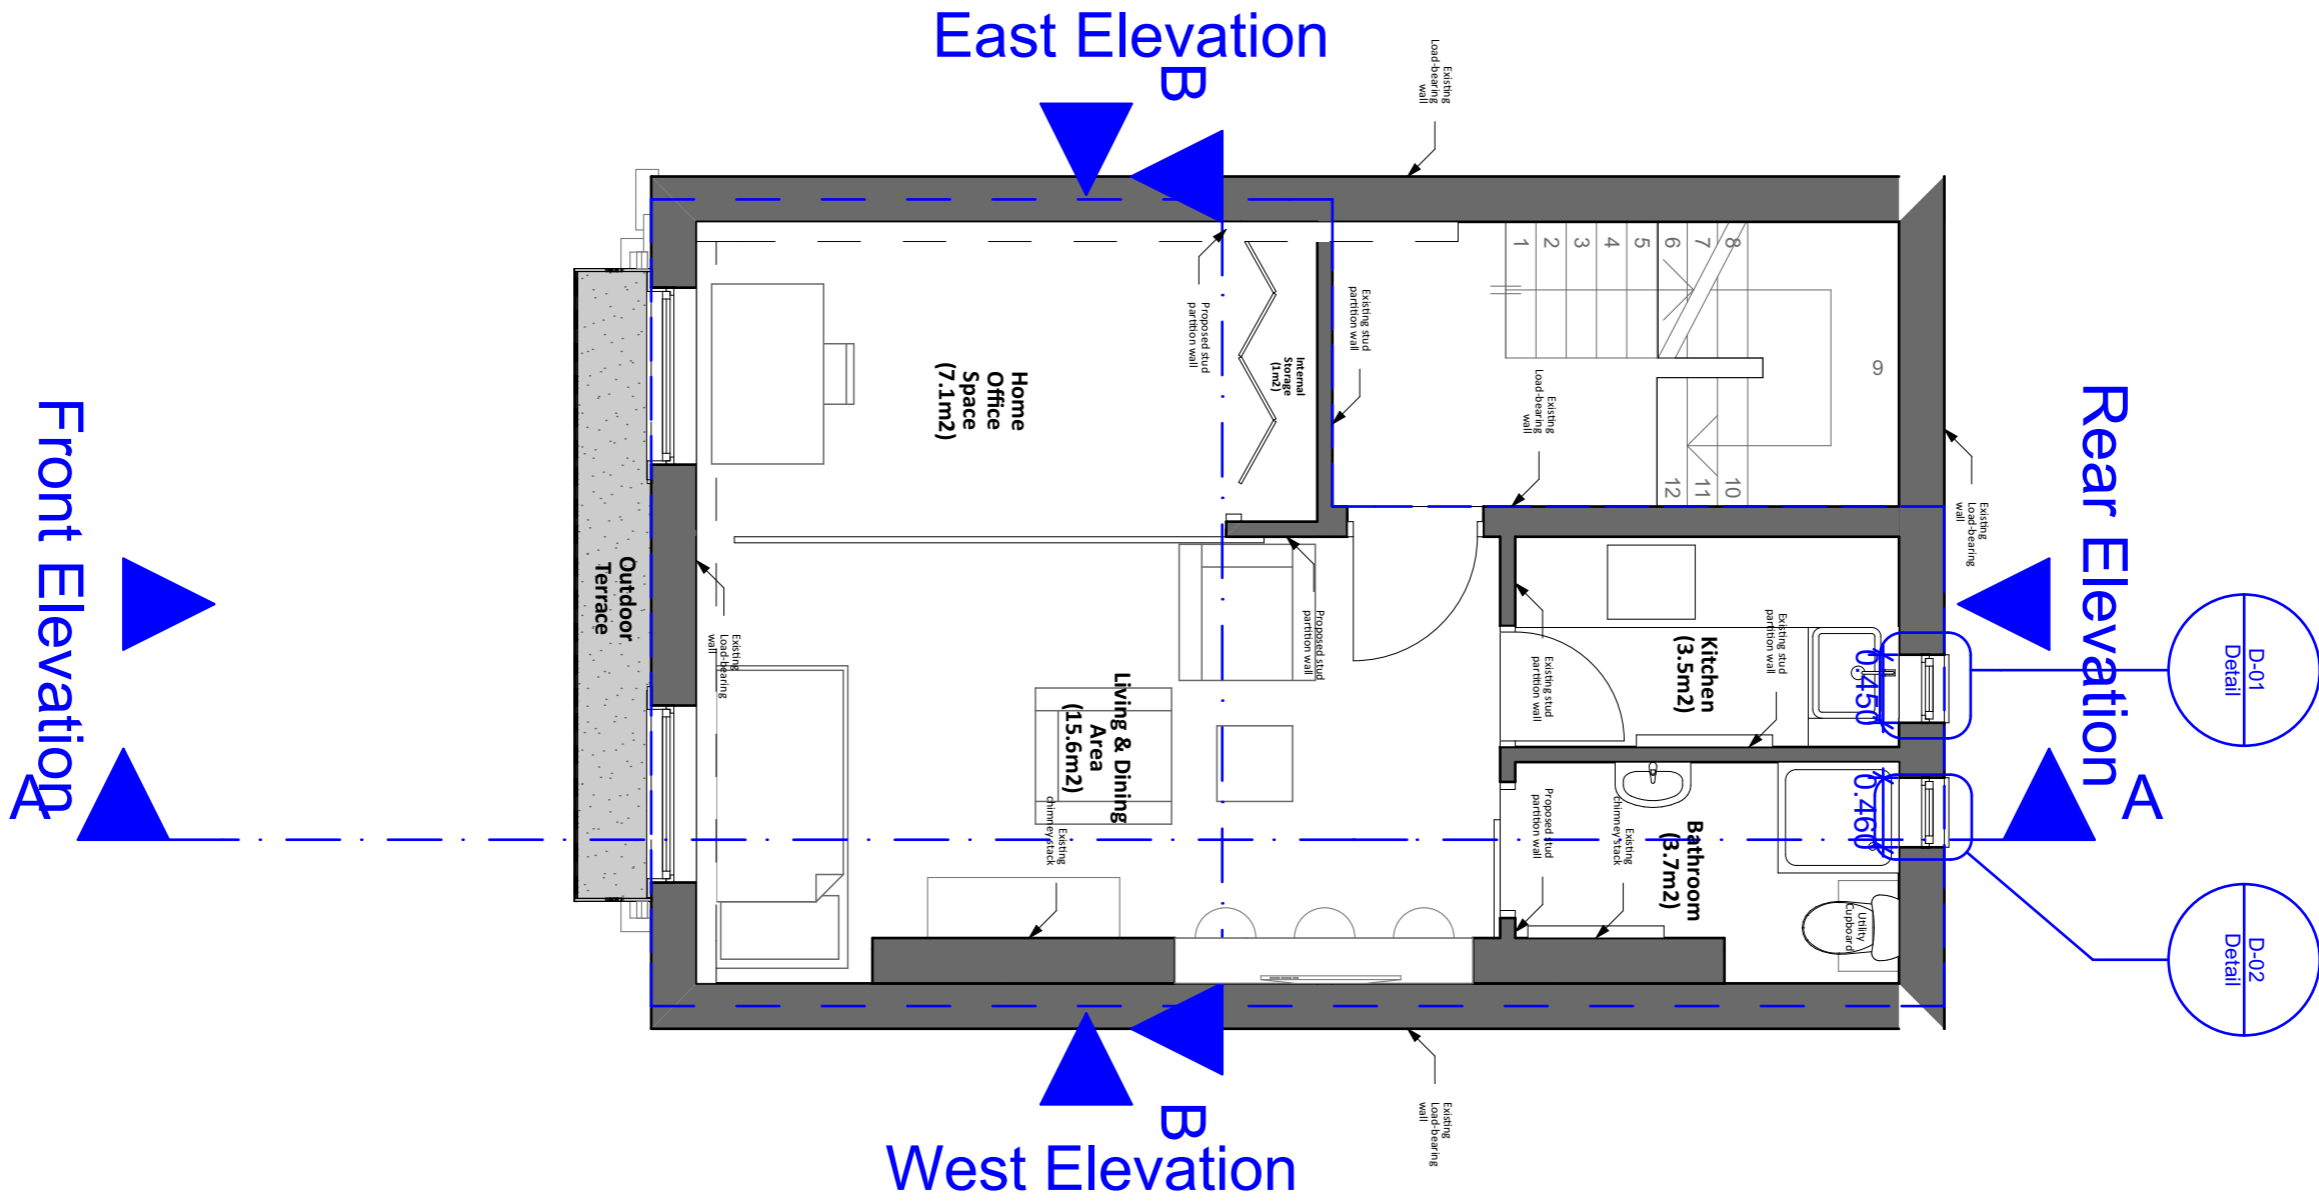 East Elevation
B
Existing
Load-bearing
wall
Front Elevation
A
Outdoor
Terrace
Home
Office
Space
(7.1m2)
Proposed stud
partition wall
Internal
Storage
(1m2)
Existing stud
partition wall
1
2
3
4
5
6
7
8
9
10
11
12
Existing
Load-bearing
wall
Existing
Load-bearing
wall
Rear Elevation
A
D-01
Detail
D-02
Detail
Existing
Load-bearing
wall
Proposed stud
partition wall
Living & Dining
Area
(15.6m2)
Existing
chimney stack
Existing stud
partition wall
Kitchen
(3.5m2)
Existing stud
partition wall
0.450
0.460
Proposed stud
partition wall
Existing
chimney stack
Bathroom
(3.7m2)
Utility
Cupboard
Existing
Load-bearing
wall
B
West Elevation